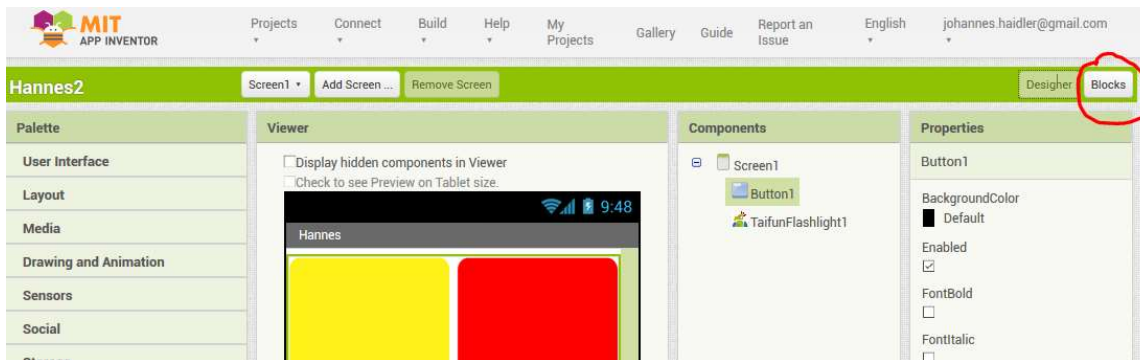 MIT
APP INVENTOR
Projects
Connect
Build
Help
My Projects
Gallery
Guide
Report an Issue
English
johannes.haidler@gmail.com
Hannes2
Screen1
Add Screen ...
Remove Screen
Designer
Blocks
Palette
User Interface
Layout
Media
Drawing and Animation
Sensors
Social
Viewer
Display hidden components in Viewer
Check to see Preview on Tablet size.
9:48
Hannes
Components
Screen1
Button1
TaifunFlashlight1
Properties
Button1
BackgroundColor
Default
Enabled
FontBold
FontItalic